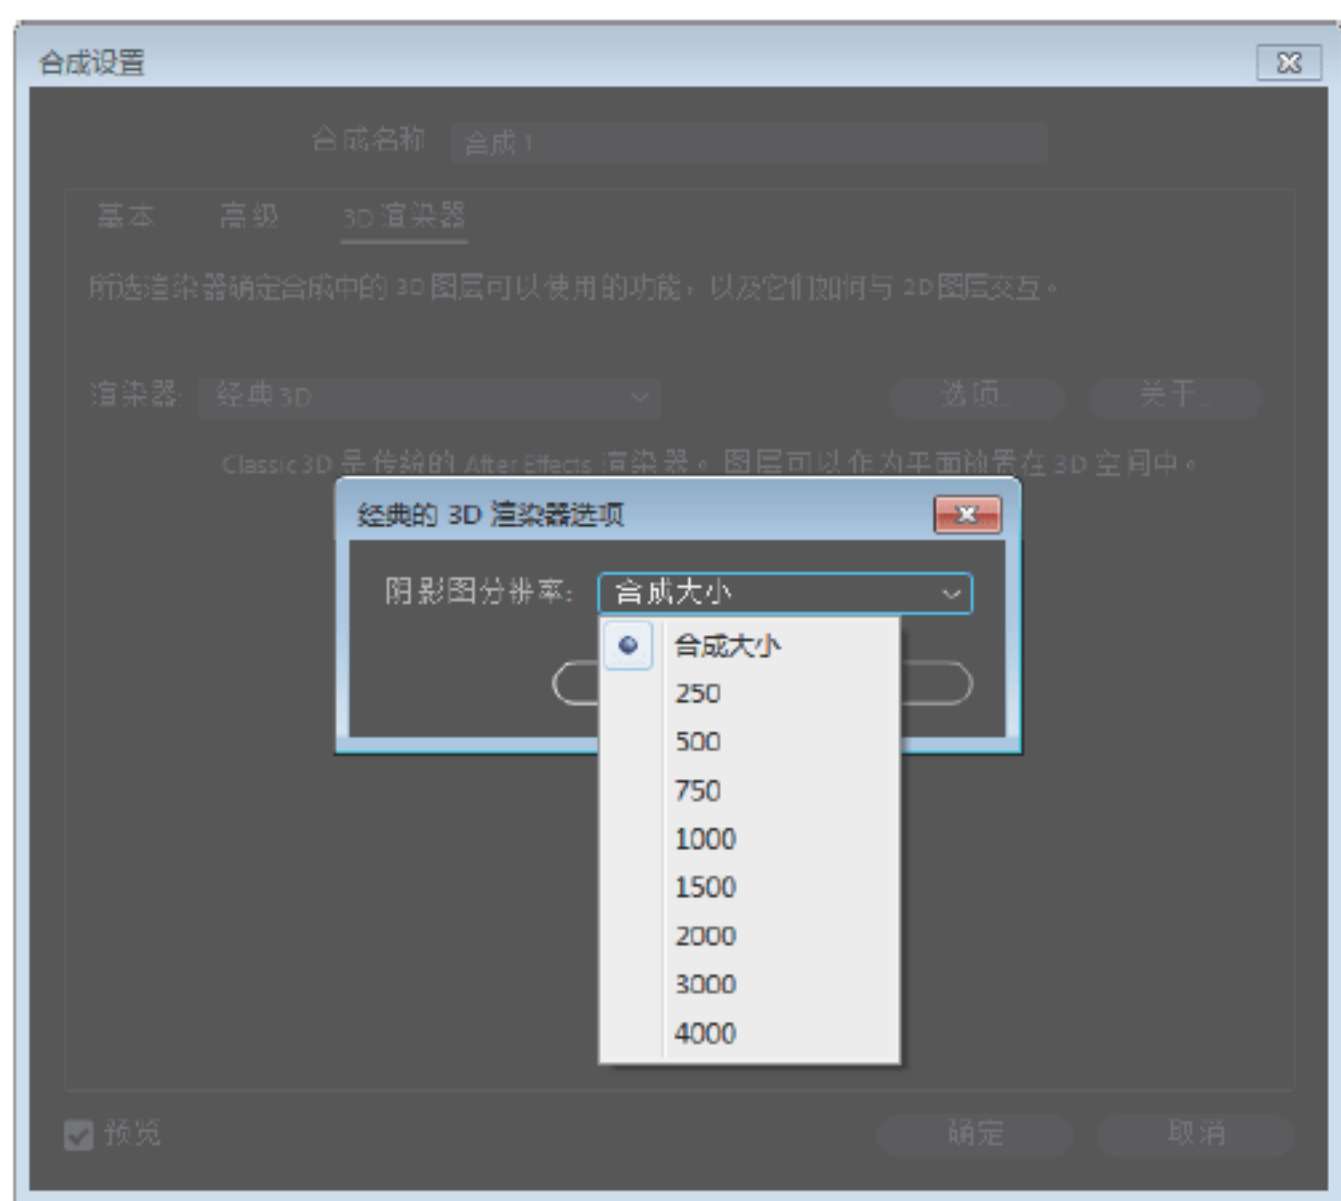 合成设置
合成名称: 合成 1
基本 高级 3D 渲染器
所选渲染器确定合成中的 3D 图层可以使用的功能，以及它们如何与 2D 图层交互。
渲染器: 经典 3D 选项... 关于...
Classic 3D 是传统的 After Effects 渲染器。图层可以作为平面放置在 3D 空间中。
经典的 3D 渲染器选项
阴影图分辨率: 合成大小
合成大小
250
500
750
1000
1500
2000
3000
4000
预览 确定 取消